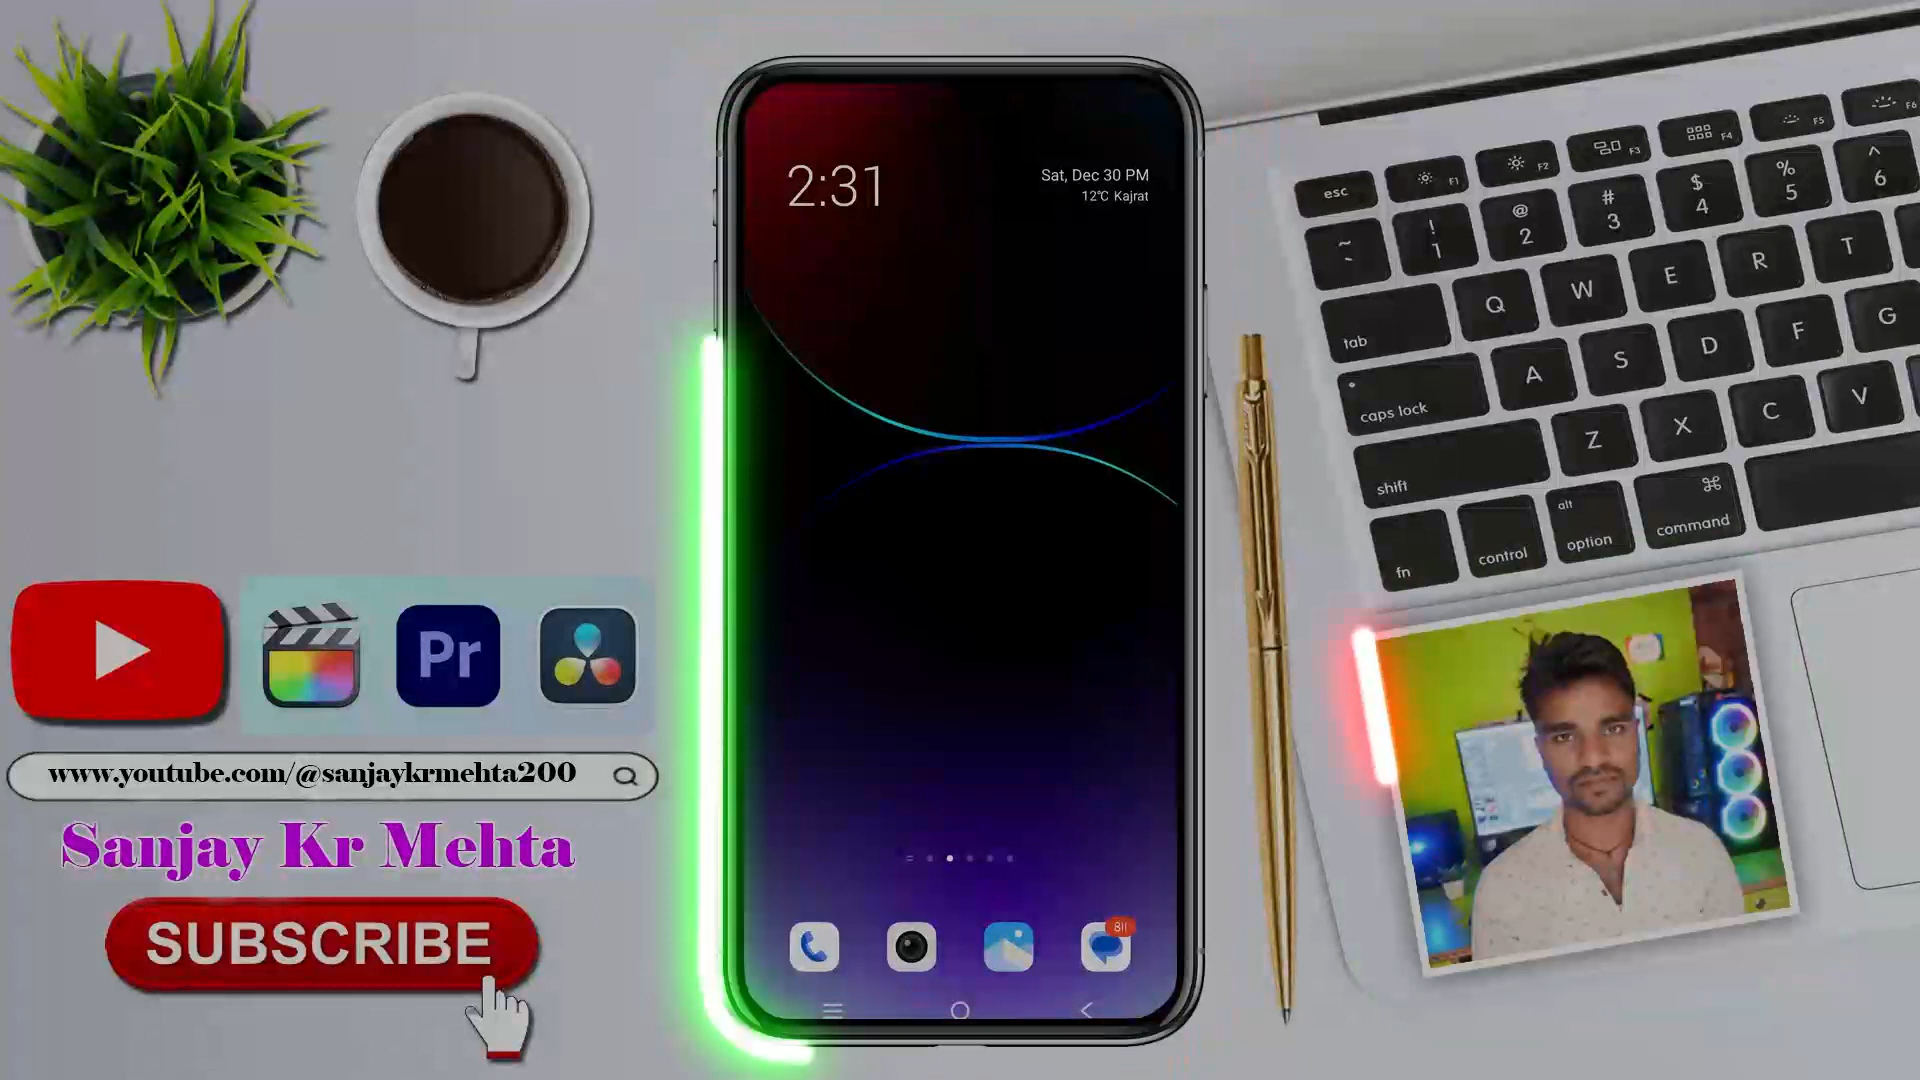 2:31
Sat, Dec 30 PM
12°C Kajrat
811
Pr
www.youtube.com/@sanjaykrmehta200
Sanjay Kr Mehta
SUBSCRIBE
esc
F1
F2
F3
F4
F5
F6
~
`
!
1
@
2
#
3
$
4
%
5
^
6
tab
Q
W
E
R
T
caps lock
A
S
D
F
G
shift
Z
X
C
V
fn
control
alt
option
⌘
command